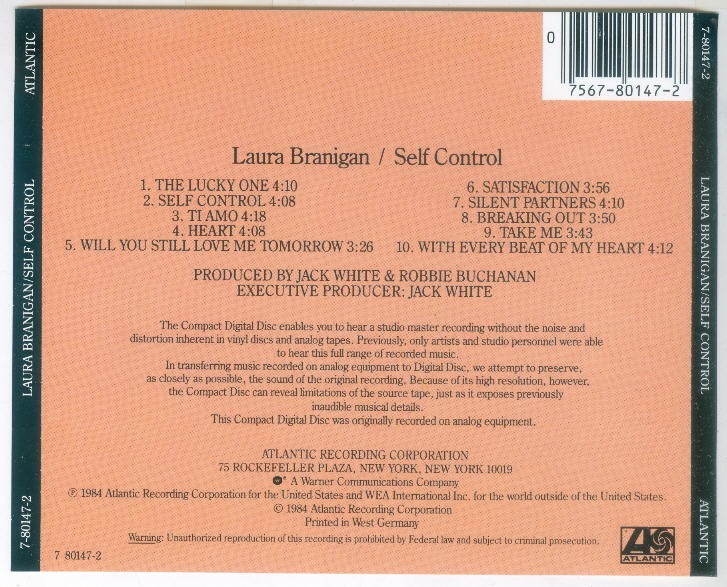 ATLANTIC
LAURA BRANIGAN/SELF CONTROL
7-80147-2
0
7567-80147-2
Laura Branigan / Self Control
1. THE LUCKY ONE 4:10
2. SELF CONTROL 4:08
3. TI AMO 4:18
4. HEART 4:08
5. WILL YOU STILL LOVE ME TOMORROW 3:26
6. SATISFACTION 3:56
7. SILENT PARTNERS 4:10
8. BREAKING OUT 3:50
9. TAKE ME 3:43
10. WITH EVERY BEAT OF MY HEART 4:12
PRODUCED BY JACK WHITE & ROBBIE BUCHANAN
EXECUTIVE PRODUCER: JACK WHITE
The Compact Digital Disc enables you to hear a studio master recording without the noise and
distortion inherent in vinyl discs and analog tapes. Previously, only artists and studio personnel were able
to hear this full range of recorded music.
In transferring music recorded on analog equipment to Digital Disc, we attempt to preserve,
as closely as possible, the sound of the original recording. Because of its high resolution, however,
the Compact Disc can reveal limitations of the source tape, just as it exposes previously
inaudible musical details.
This Compact Digital Disc was originally recorded on analog equipment.
ATLANTIC RECORDING CORPORATION
75 ROCKEFELLER PLAZA, NEW YORK, NEW YORK 10019
A Warner Communications Company
℗ 1984 Atlantic Recording Corporation for the United States and WEA International Inc. for the world outside of the United States.
© 1984 Atlantic Recording Corporation
Printed in West Germany
Warning: Unauthorized reproduction of this recording is prohibited by Federal law and subject to criminal prosecution.
7 80147-2
ATLANTIC
7-80147-2
LAURA BRANIGAN/SELF CONTROL
ATLANTIC